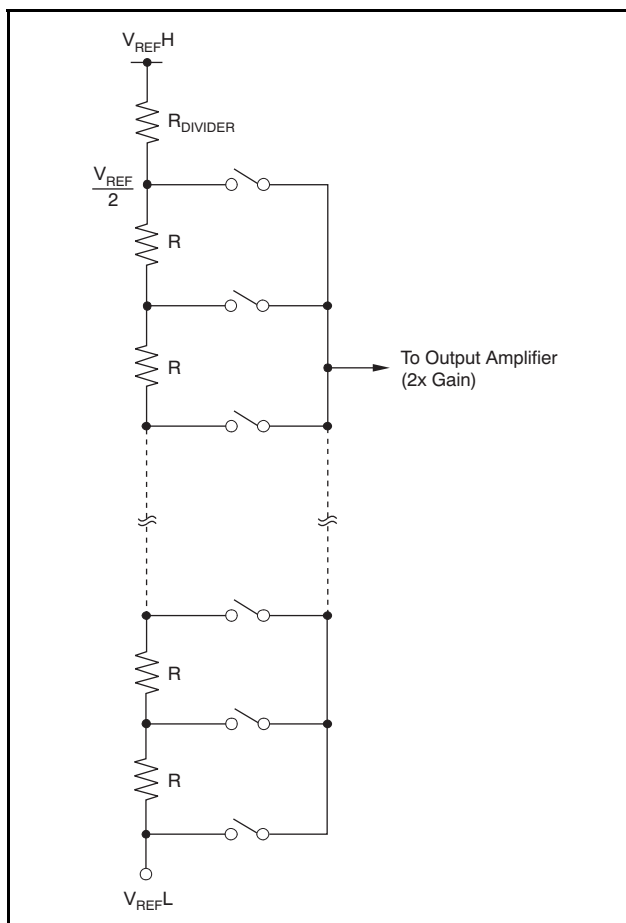 VREFH
RDIVIDER
VREF
2
R
R
To Output Amplifier
(2x Gain)
R
R
VREFL